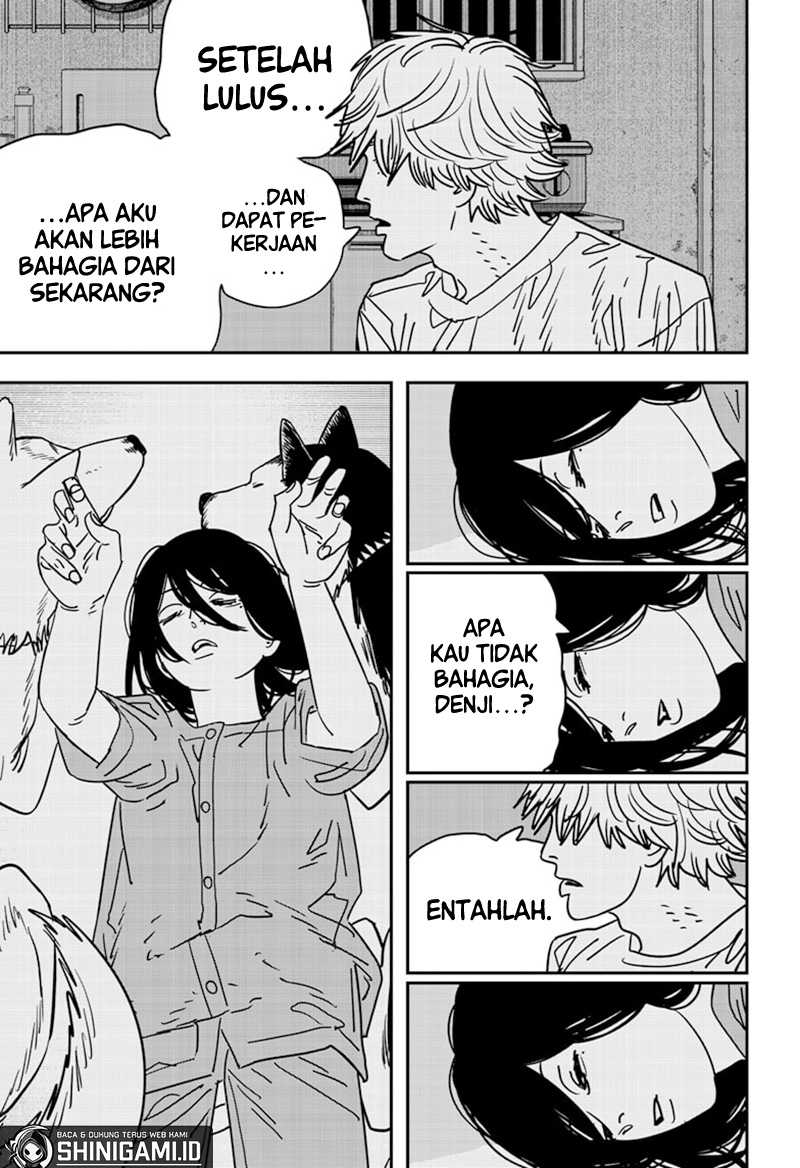 SETELAH
LULUS...
...DAN
DAPAT PE-
KERJAAN
...
...APA AKU
AKAN LEBIH
BAHAGIA DARI
SEKARANG?
APA
KAU TIDAK
BAHAGIA,
DENJI...?
ENTAHLAH.
BACA & DUKUNG TERUS WEB KAMI
SHINIGAMI.ID